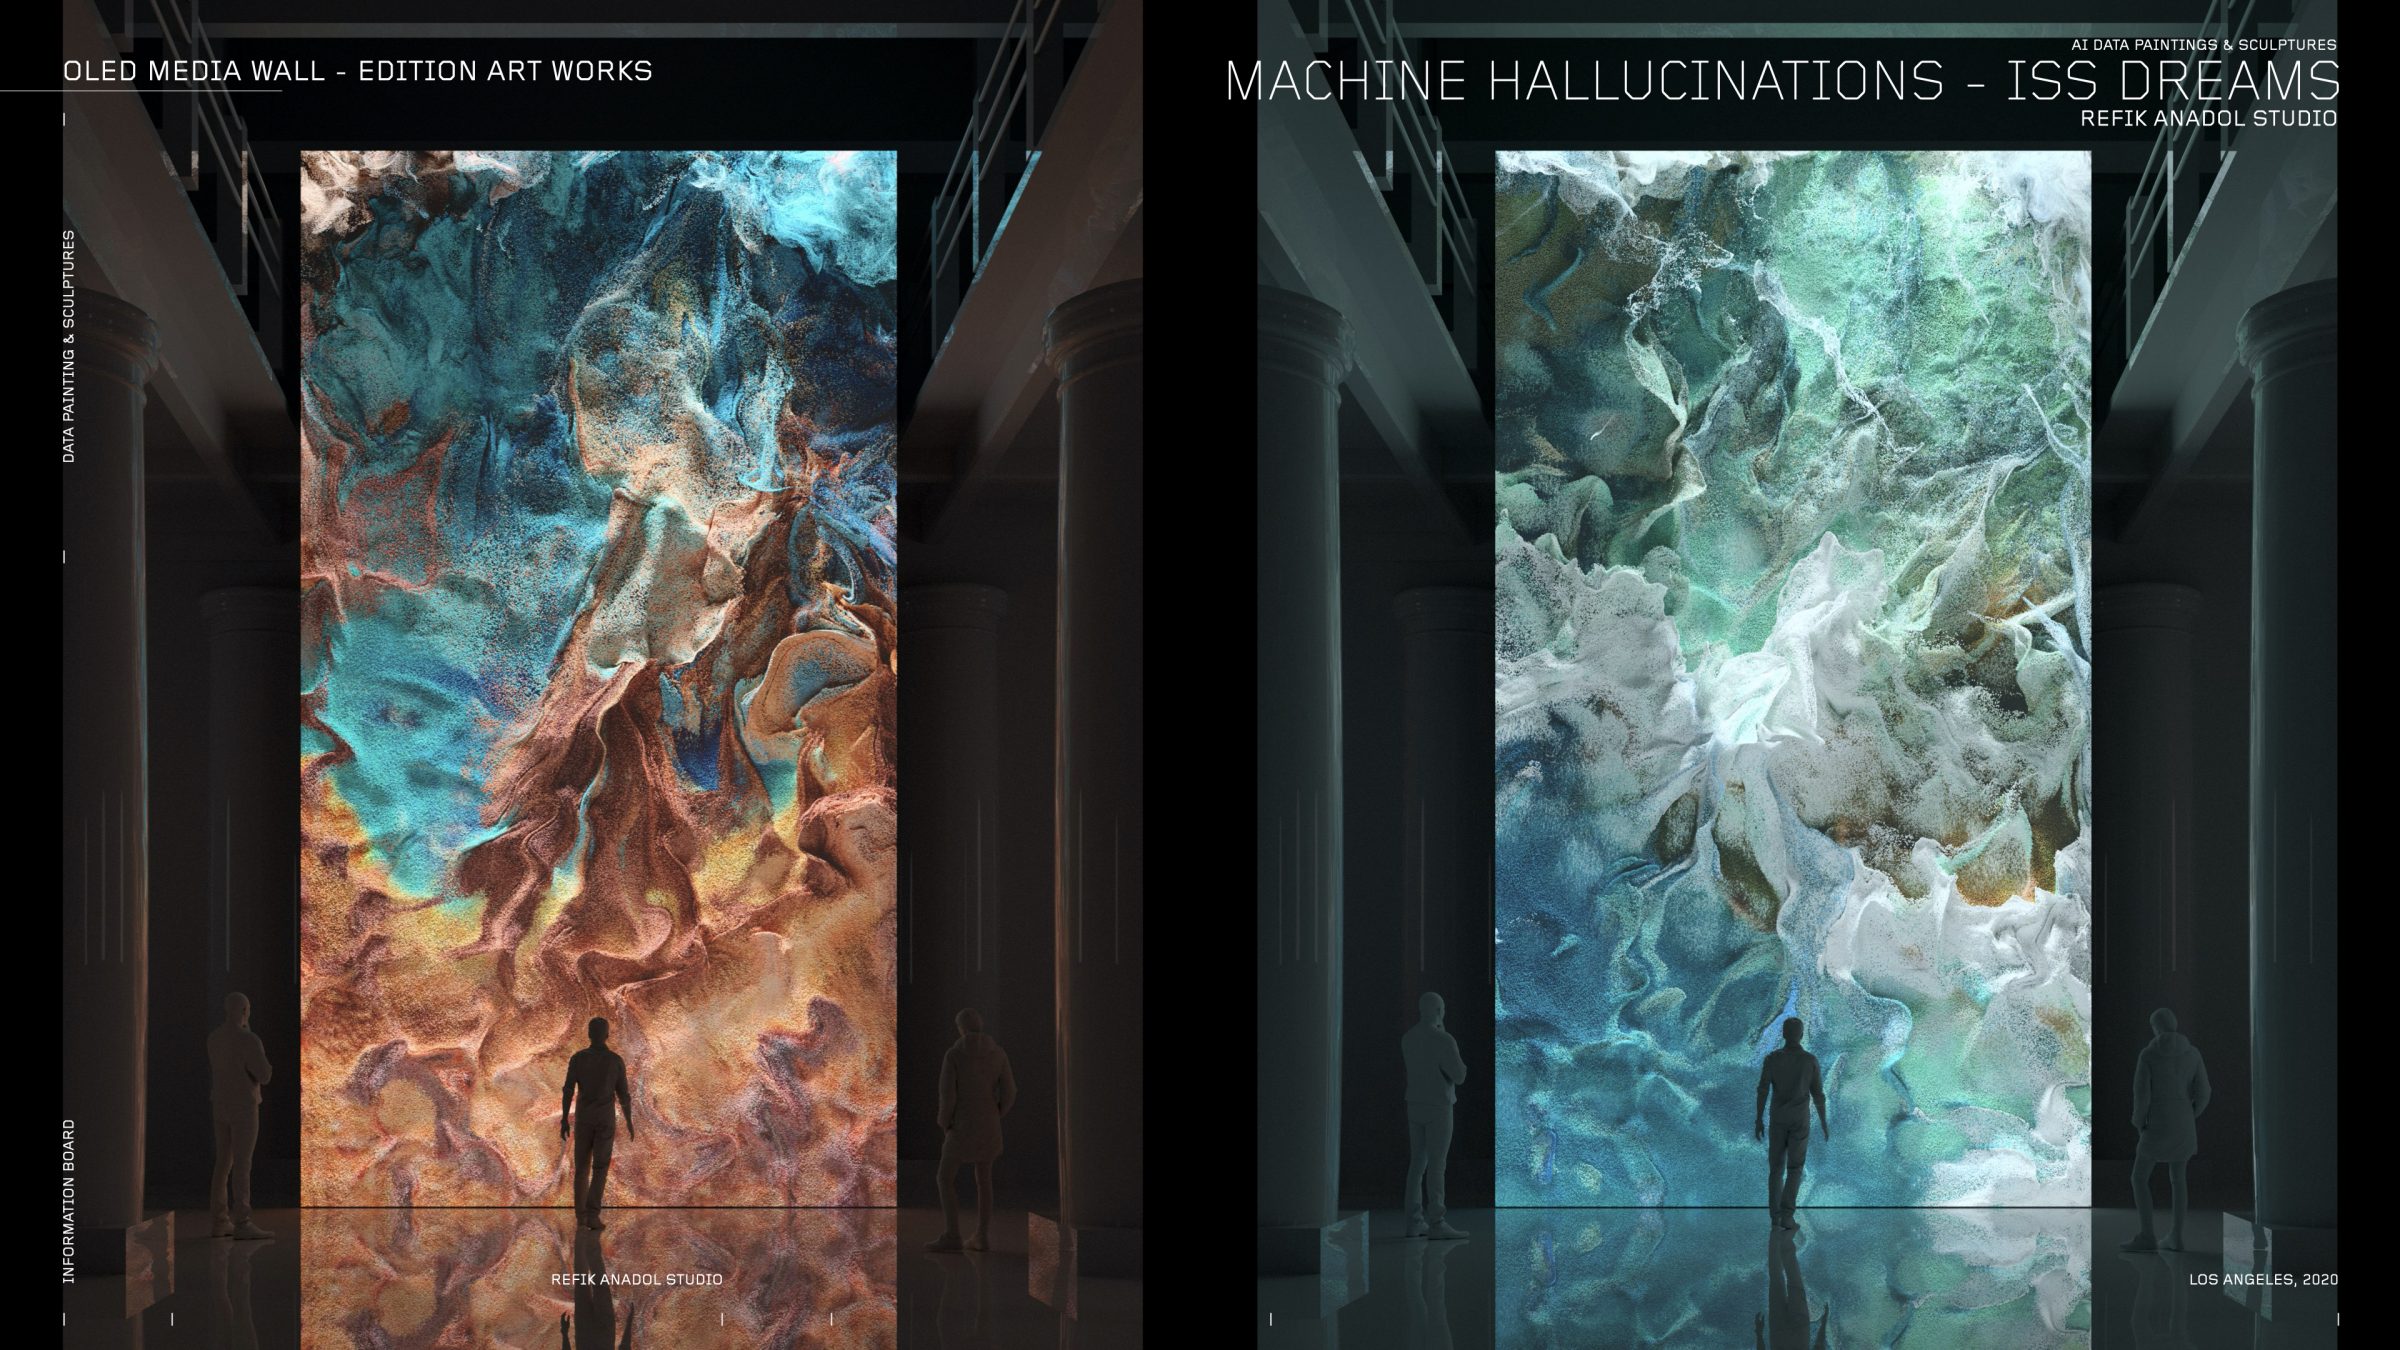 OLED MEDIA WALL - EDITION ART WORKS
DATA PAINTING & SCULPTURES
INFORMATION BOARD
REFIK ANADOL STUDIO
AI DATA PAINTINGS & SCULPTURES
MACHINE HALLUCINATIONS - ISS DREAMS
REFIK ANADOL STUDIO
LOS ANGELES, 2020